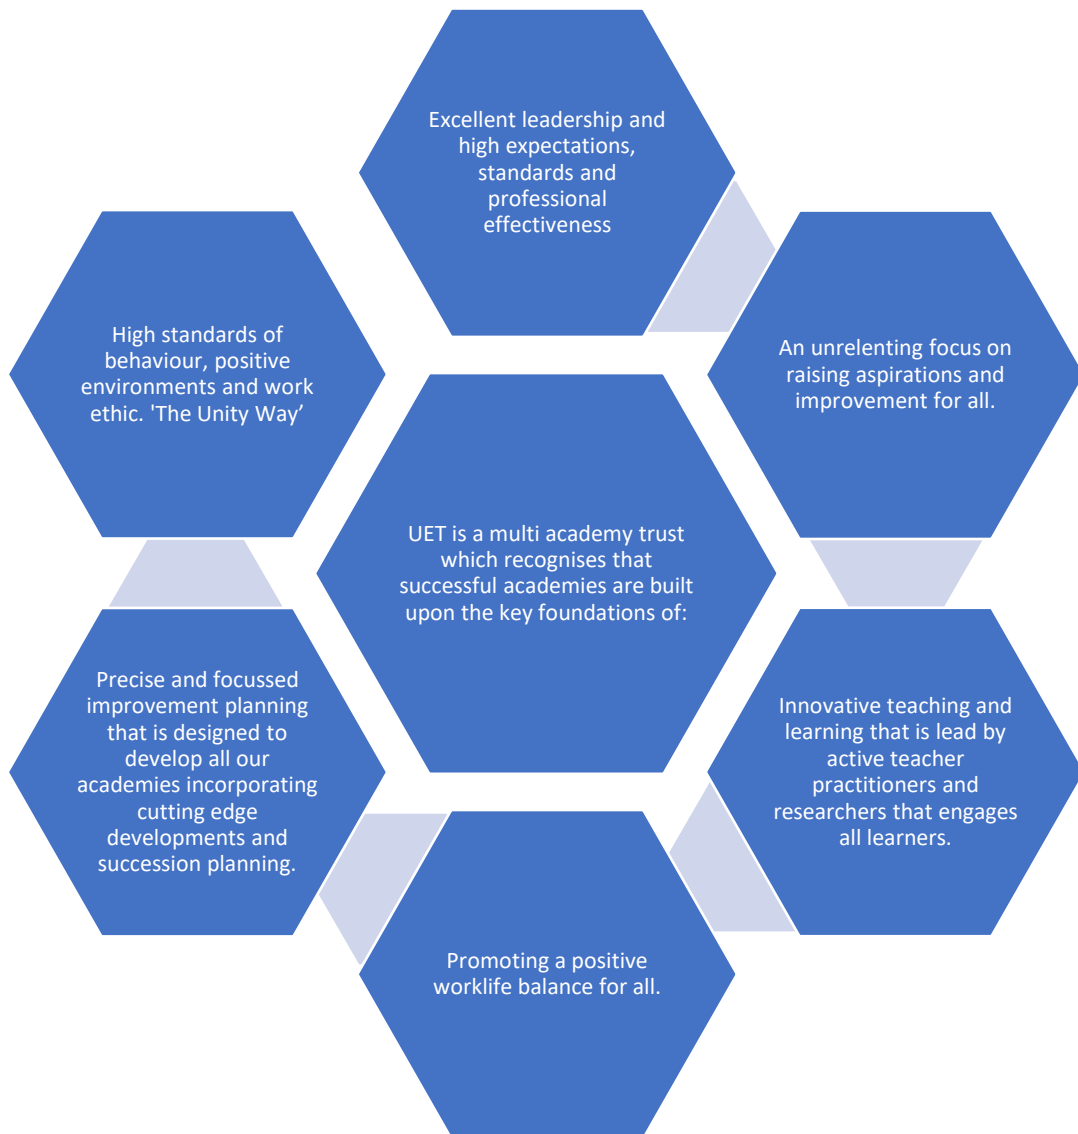 Excellent leadership and
high expectations,
standards and
professional
effectiveness
An unrelenting focus on
raising aspirations and
improvement for all.
Innovative teaching and
learning that is lead by
active teacher
practitioners and
researchers that engages
all learners.
Promoting a positive
worklife balance for all.
Precise and focussed
improvement planning
that is designed to
develop all our
academies incorporating
cutting edge
developments and
succession planning.
High standards of
behaviour, positive
environments and work
ethic. 'The Unity Way’
UET is a multi academy trust
which recognises that
successful academies are built
upon the key foundations of: